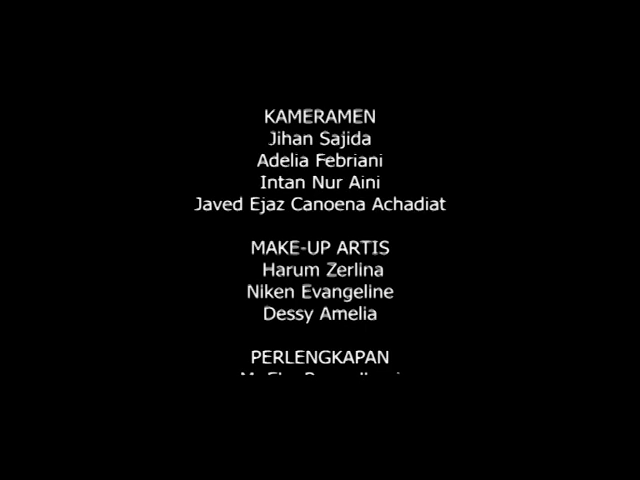 KAMERAMEN
Jihan Sajida
Adelia Febriani
Intan Nur Aini
Javed Ejaz Canoena Achadiat
MAKE-UP ARTIS
Harum Zerlina
Niken Evangeline
Dessy Amelia
PERLENGKAPAN